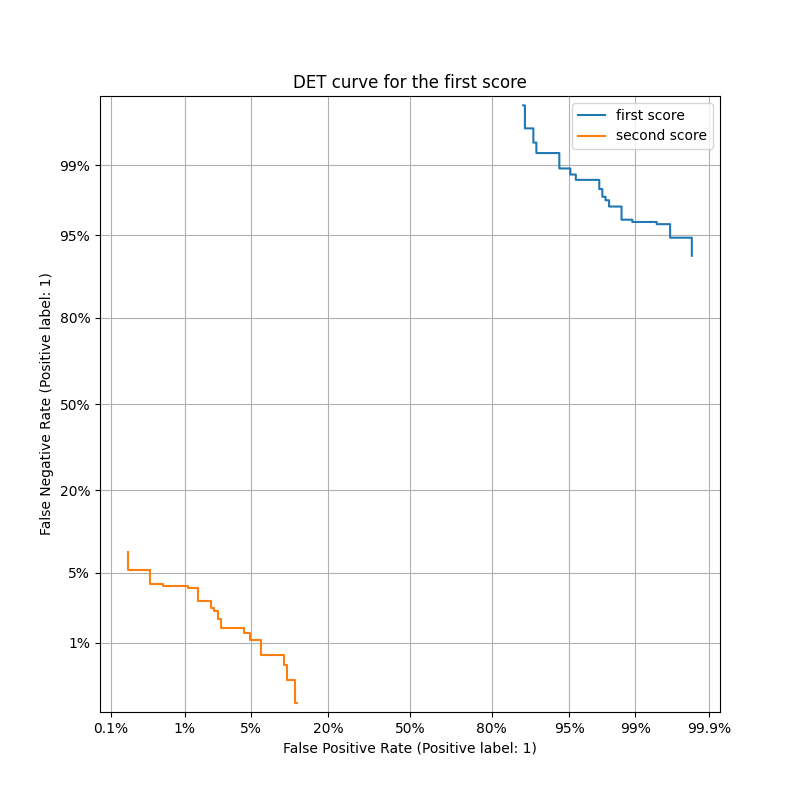 DET curve for the first score
first score
second score
False Negative Rate (Positive label: 1)
99%
95%
80%
50%
20%
5%
1%
0.1% 1% 5% 20% 50% 80% 95% 99% 99.9%
False Positive Rate (Positive label: 1)